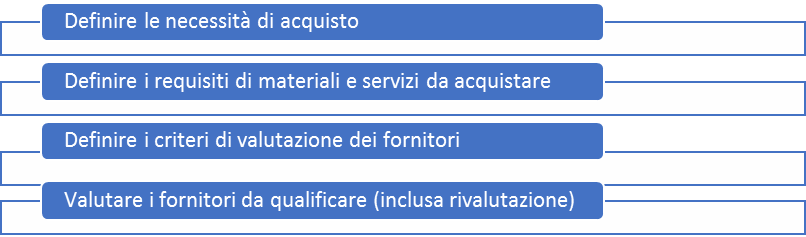 Definire le necessità di acquisto
Definire i requisiti di materiali e servizi da acquistare
Definire i criteri di valutazione dei fornitori
Valutare i fornitori da qualificare (inclusa rivalutazione)